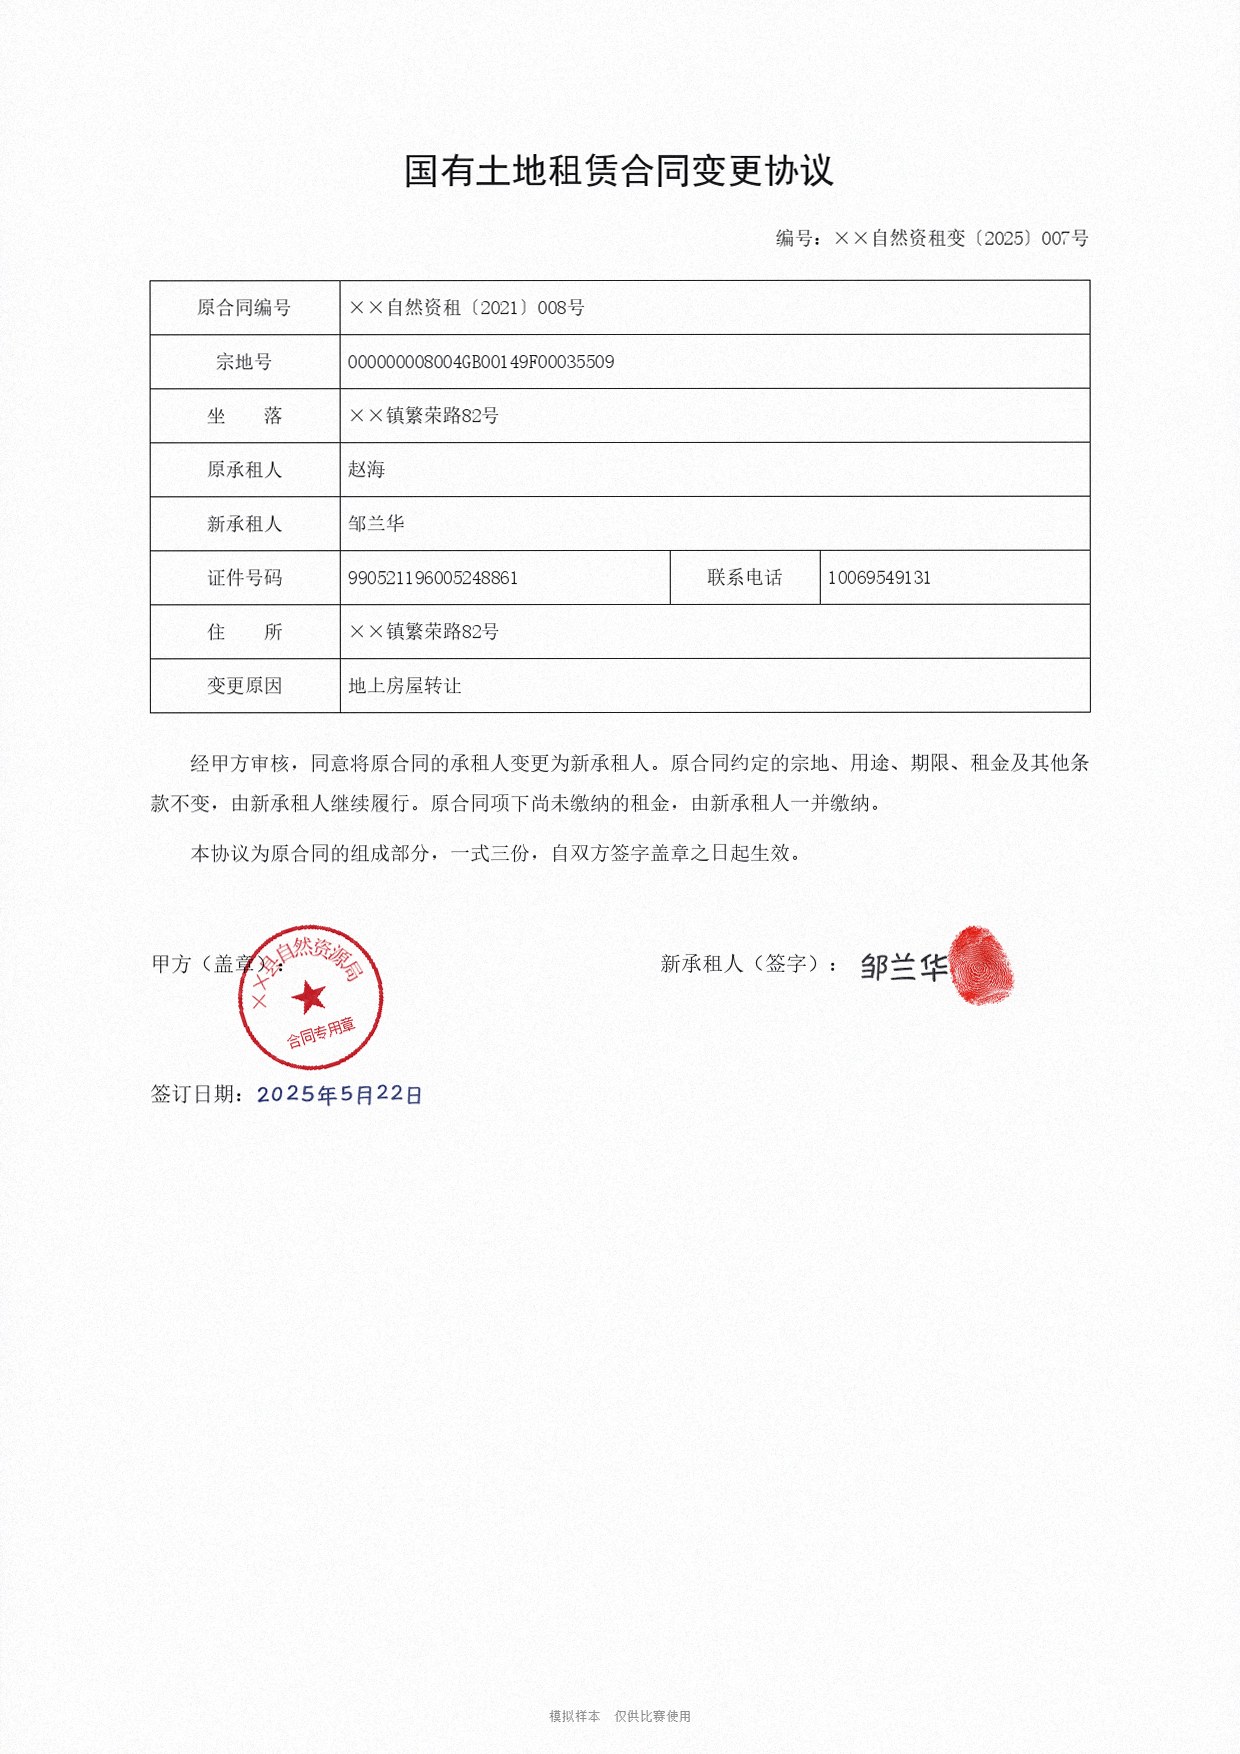 国有土地租赁合同变更协议
编号：××自然资租变〔2025〕007号
原合同编号 ××自然资租〔2021〕008号
宗地号 000000008004GB00149F00035509
坐　　落 ××镇繁荣路82号
原承租人 赵海
新承租人 邹兰华
证件号码 990521196005248861 联系电话 10069549131
住　　所 ××镇繁荣路82号
变更原因 地上房屋转让
经甲方审核，同意将原合同的承租人变更为新承租人。原合同约定的宗地、用途、期限、租金及其他条
款不变，由新承租人继续履行。原合同项下尚未缴纳的租金，由新承租人一并缴纳。
本协议为原合同的组成部分，一式三份，自双方签字盖章之日起生效。
甲方（盖章）： 新承租人（签字）： 邹兰华
××县自然资源局
合同专用章
签订日期：2025年5月22日
模拟样本　仅供比赛使用